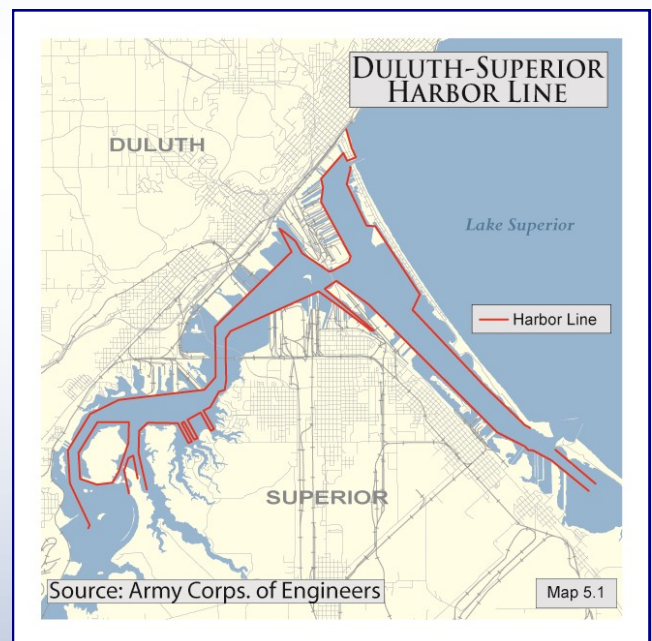 DULUTH-SUPERIOR
HARBOR LINE
DULUTH
Lake Superior
Harbor Line
SUPERIOR
Source: Army Corps. of Engineers
Map 5.1